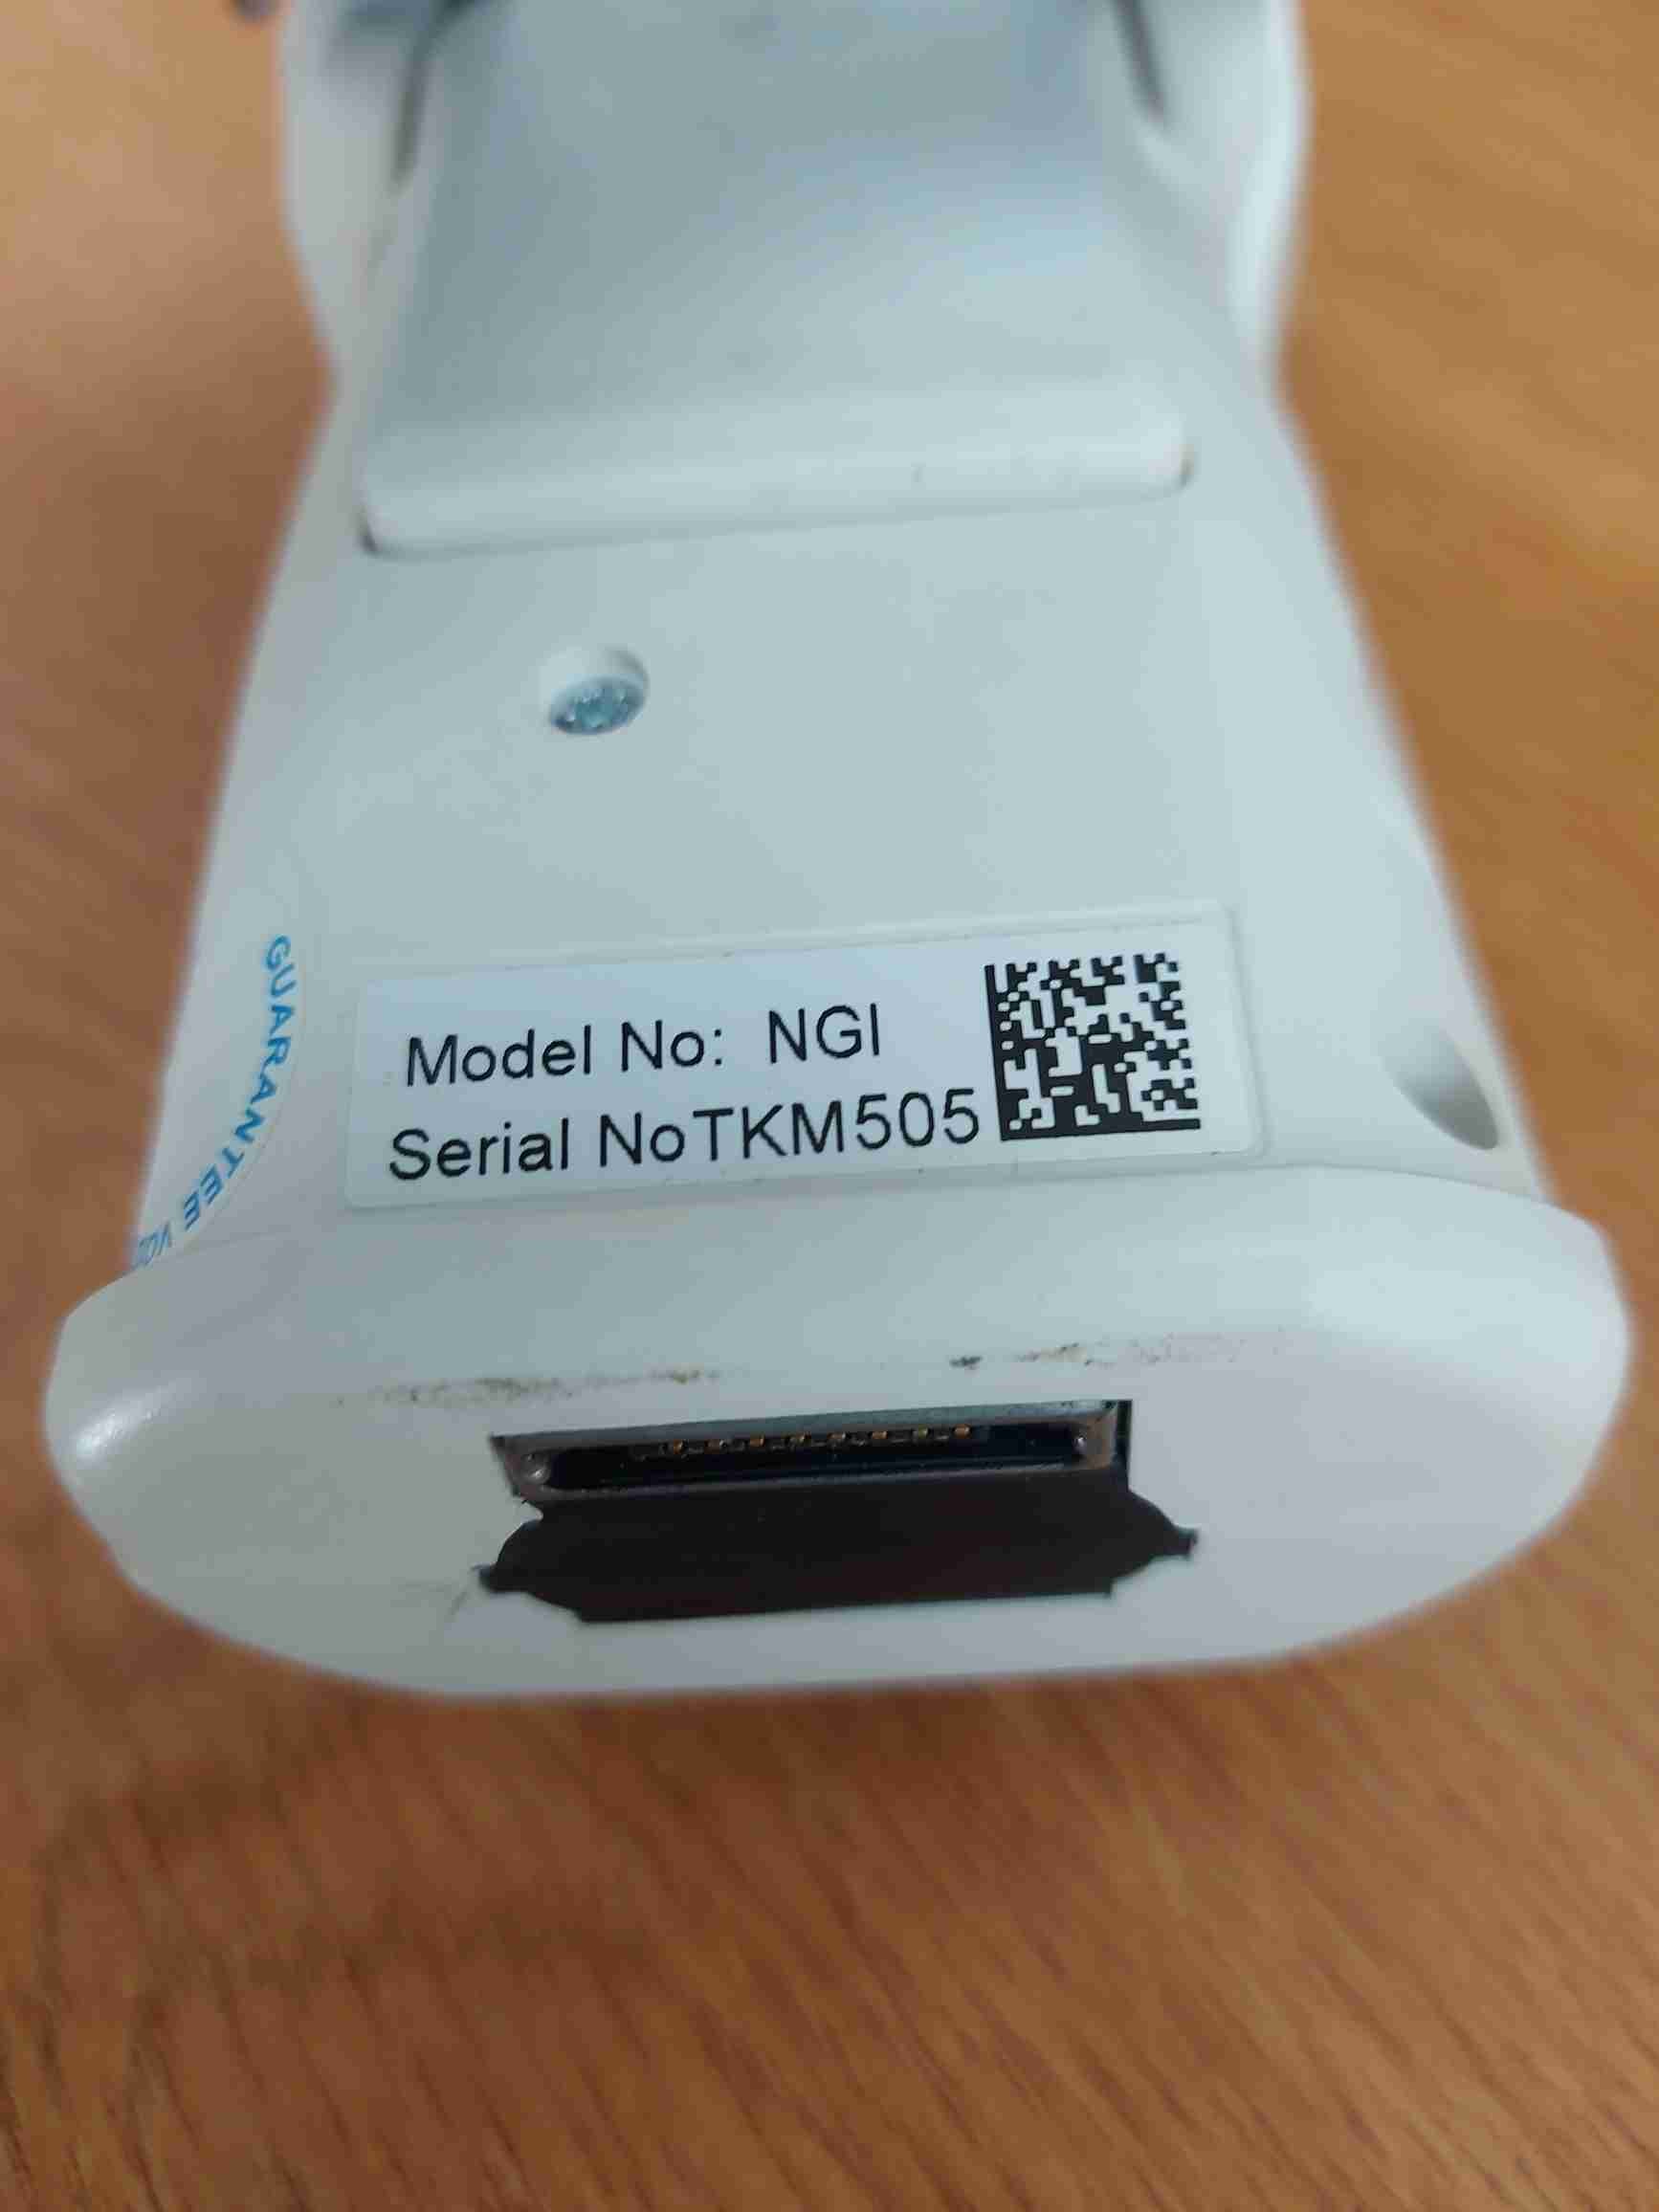 Model No: NGI
Serial NoTKM505
GUARANTEE